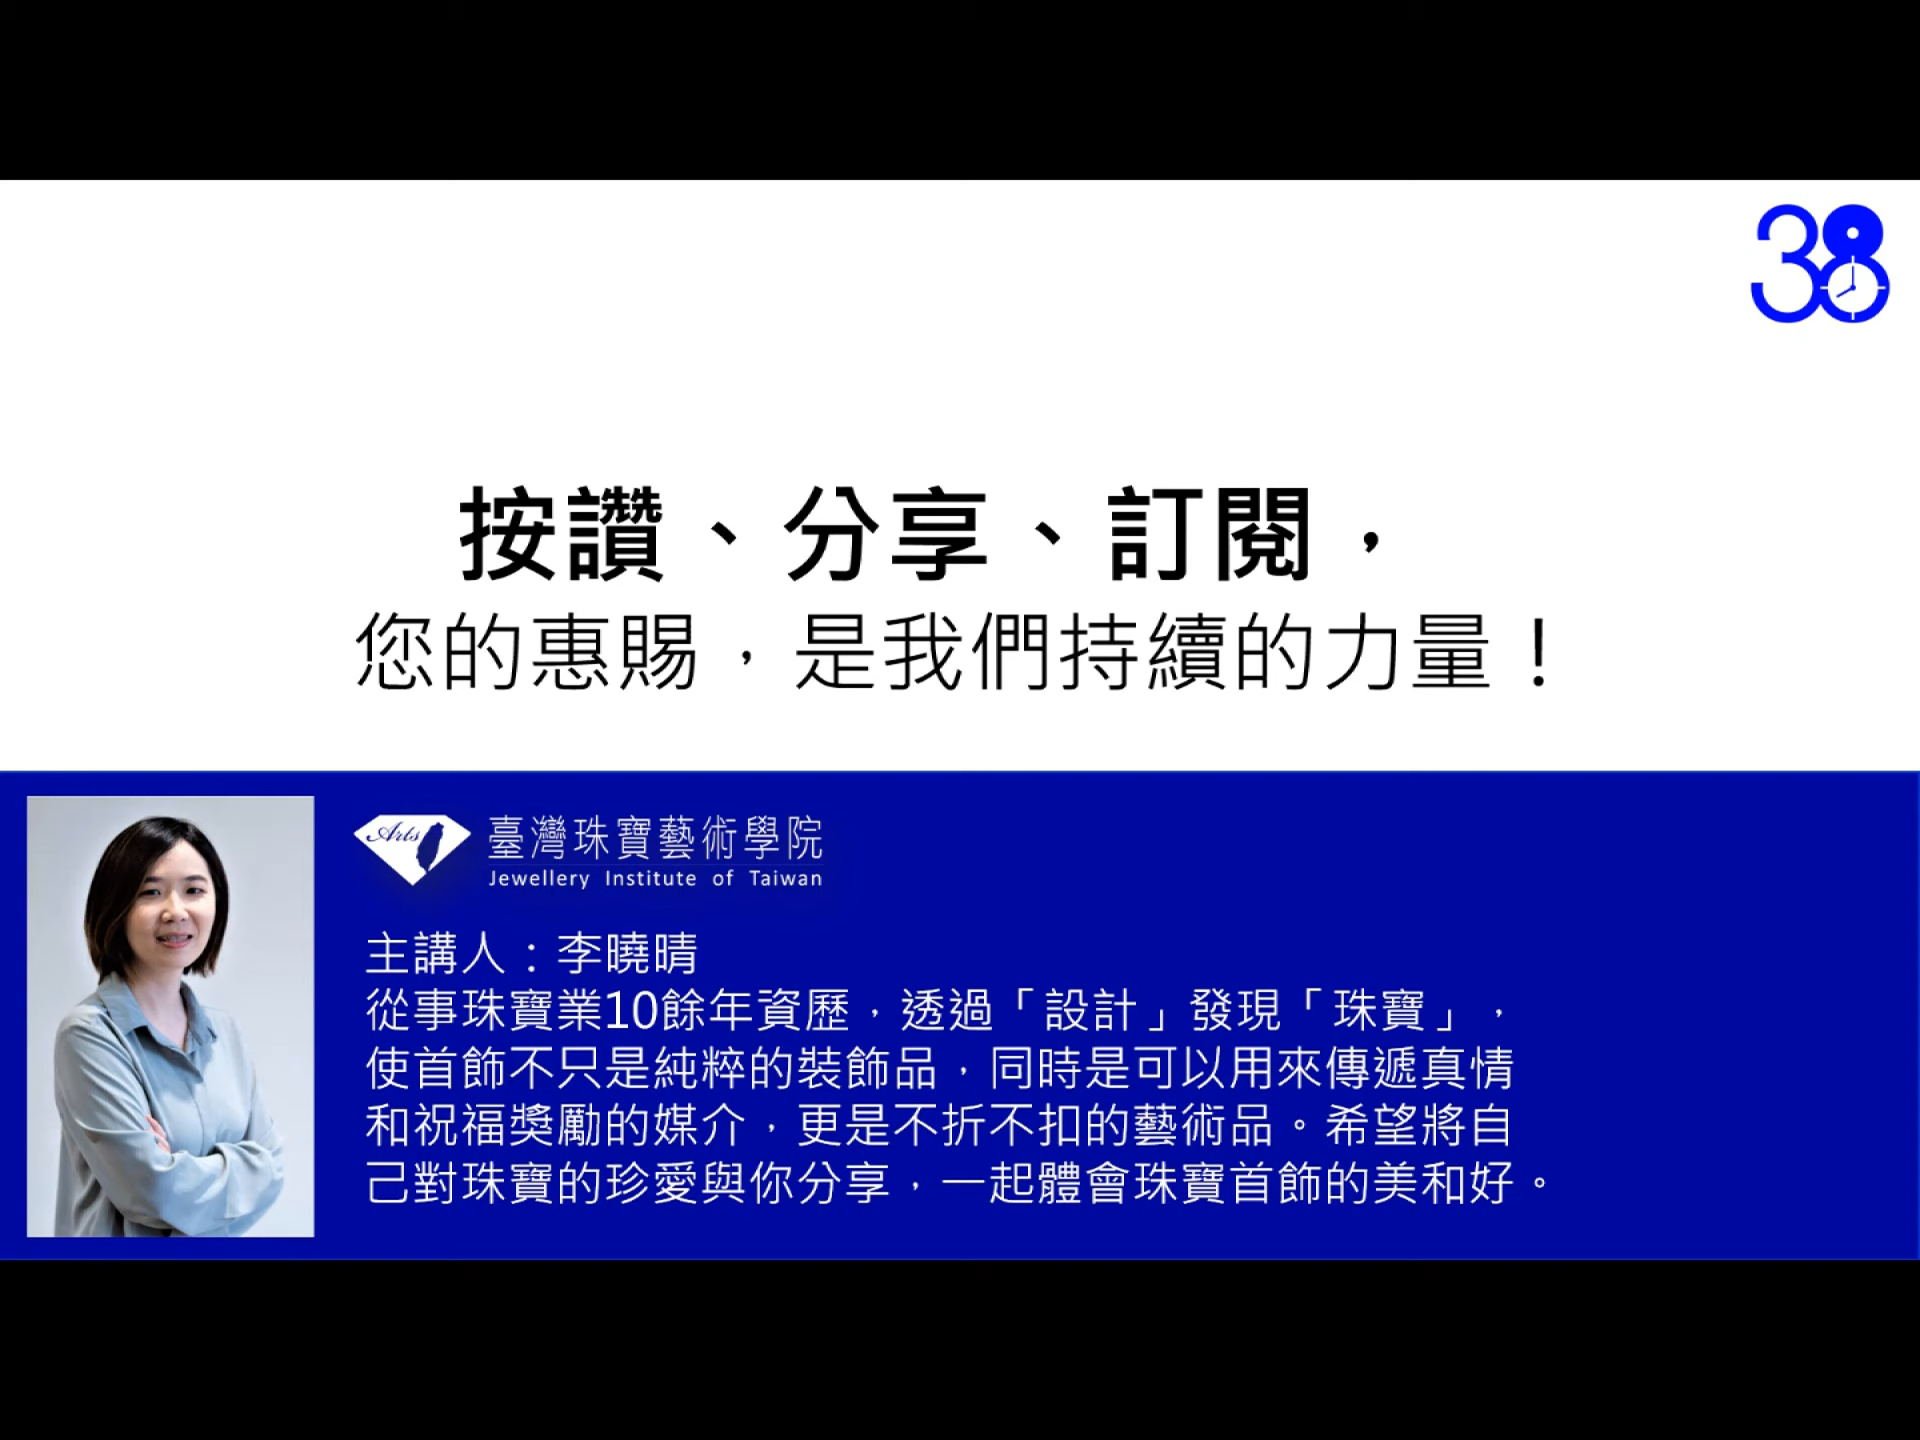 38
按讚、分享、訂閱，
您的惠賜，是我們持續的力量！
Arts
臺灣珠寶藝術學院
Jewellery Institute of Taiwan
主講人：李曉晴
從事珠寶業10餘年資歷，透過「設計」發現「珠寶」，
使首飾不只是純粹的裝飾品，同時是可以用來傳遞真情
和祝福獎勵的媒介，更是不折不扣的藝術品。希望將自
己對珠寶的珍愛與你分享，一起體會珠寶首飾的美和好。